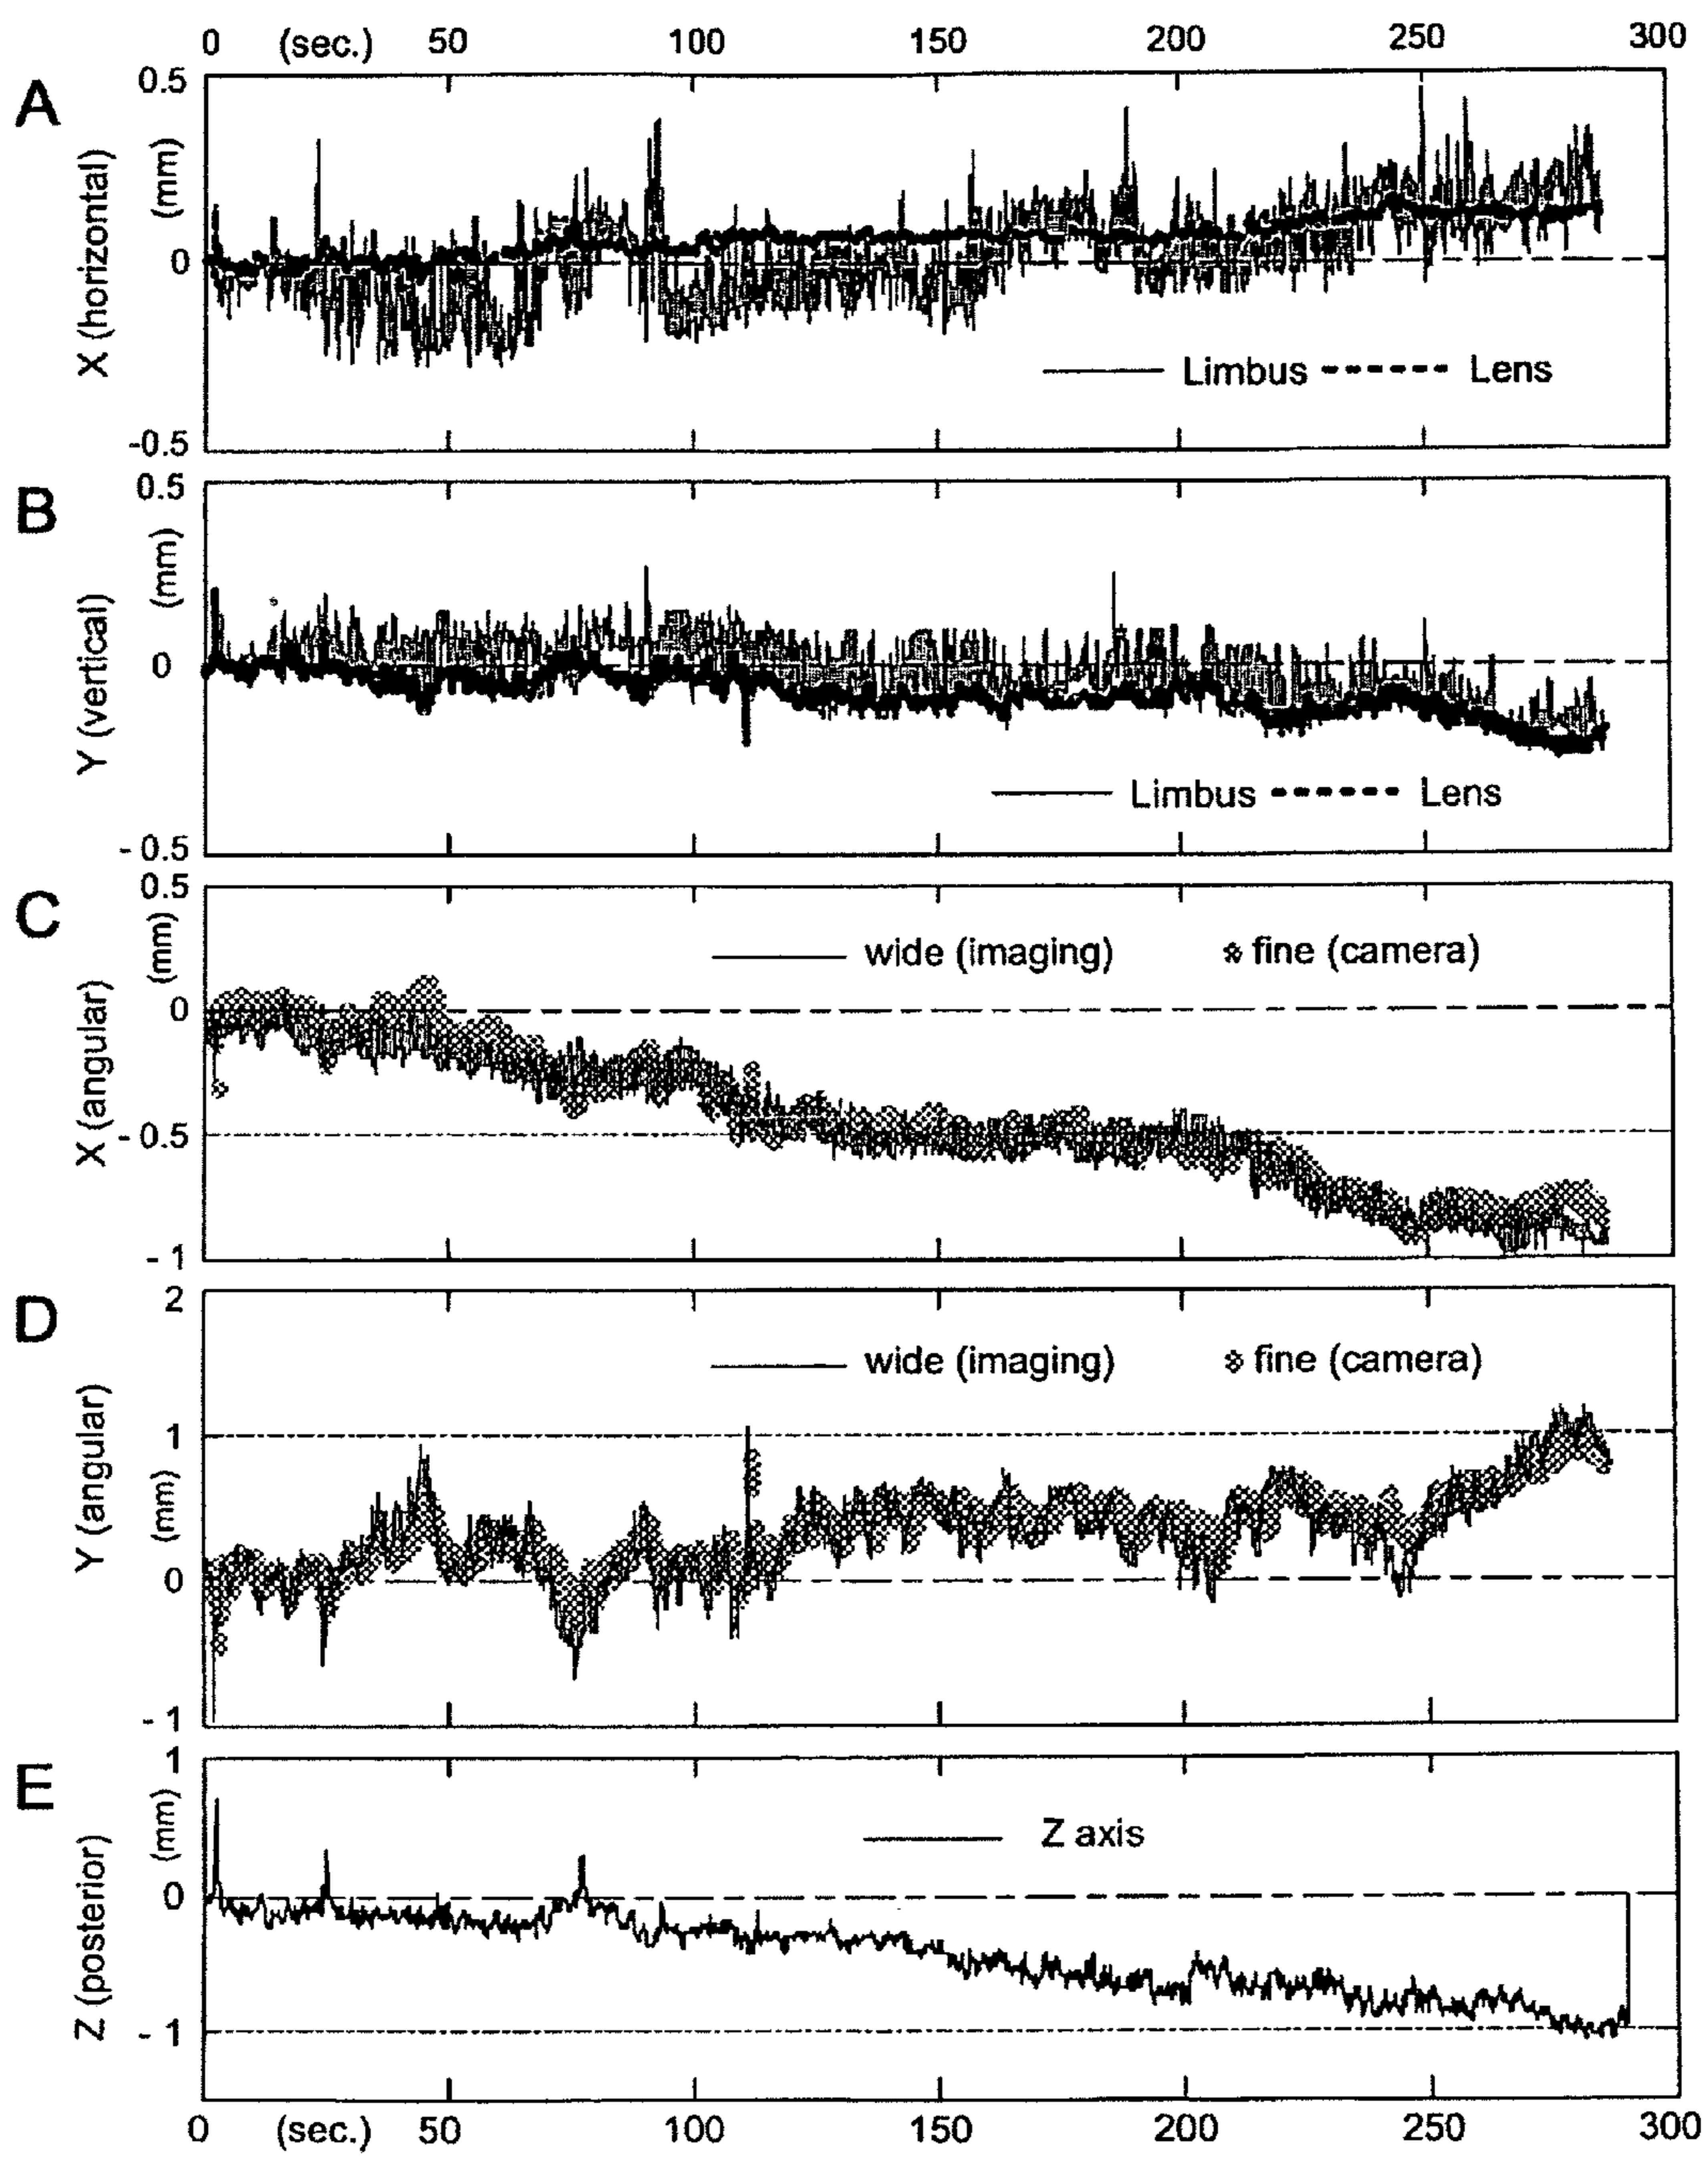 0 (sec.) 50 100 150 200 250 300
A
X (horizontal)
(mm)
0.5
0
-0.5
Limbus Lens
B
Y (vertical)
(mm)
0.5
0
- 0.5
Limbus Lens
C
X (angular)
(mm)
0.5
0
- 0.5
- 1
wide (imaging) fine (camera)
D
Y (angular)
(mm)
2
1
0
- 1
wide (imaging) fine (camera)
E
Z (posterior)
(mm)
1
0
- 1
Z axis
0 (sec.) 50 100 150 200 250 300